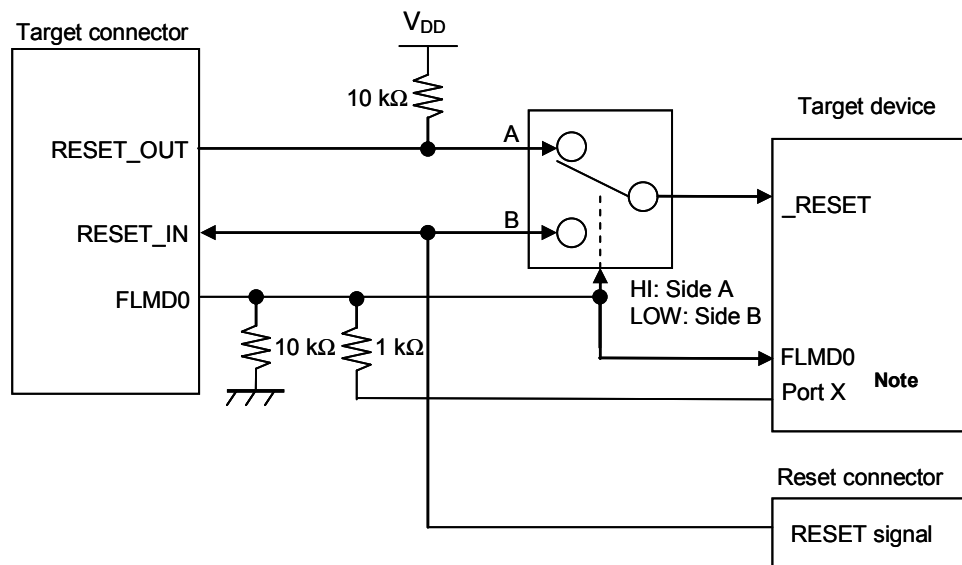 Target connector
VDD
10 kΩ
Target device
A
RESET_OUT
_RESET
B
RESET_IN
HI: Side A
LOW: Side B
FLMD0
10 kΩ
1 kΩ
FLMD0
Port X
Note
Reset connector
RESET signal